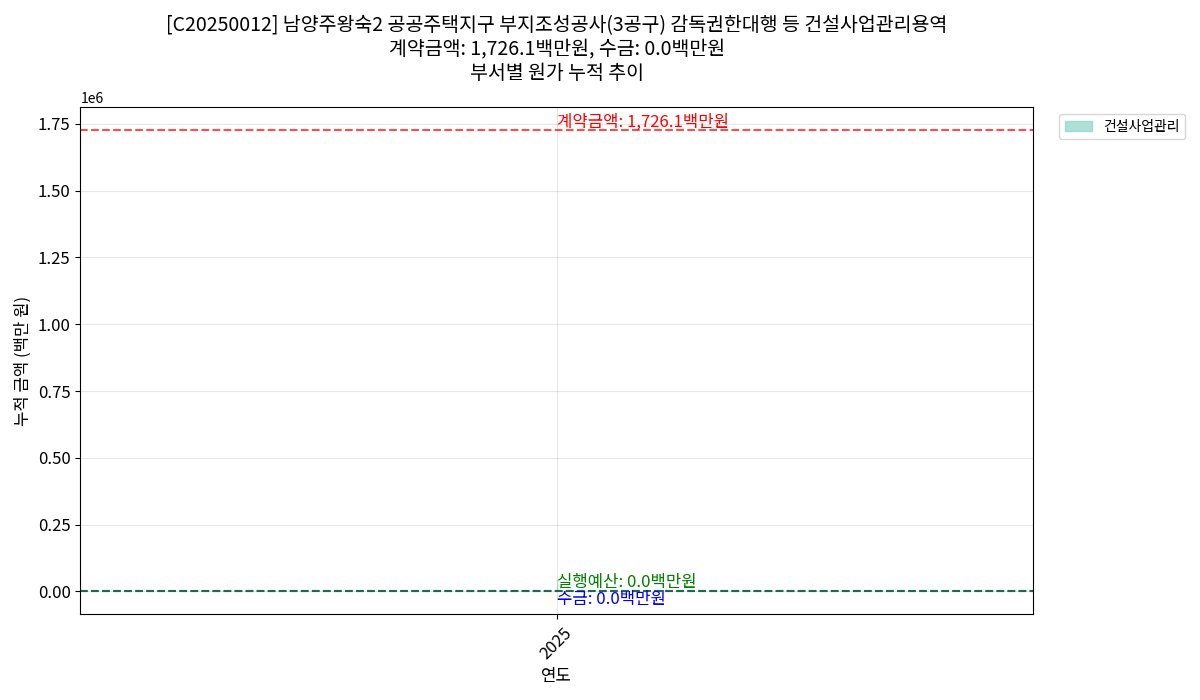 [C20250012] 남양주왕숙2 공공주택지구 부지조성공사(3공구) 감독권한대행 등 건설사업관리용역
계약금액: 1,726.1백만원, 수금: 0.0백만원
부서별 원가 누적 추이
1e6
1.75
1.50
1.25
1.00
0.75
0.50
0.25
0.00
누적 금액 (백만 원)
계약금액: 1,726.1백만원
실행예산: 0.0백만원
수금: 0.0백만원
2025
연도
건설사업관리